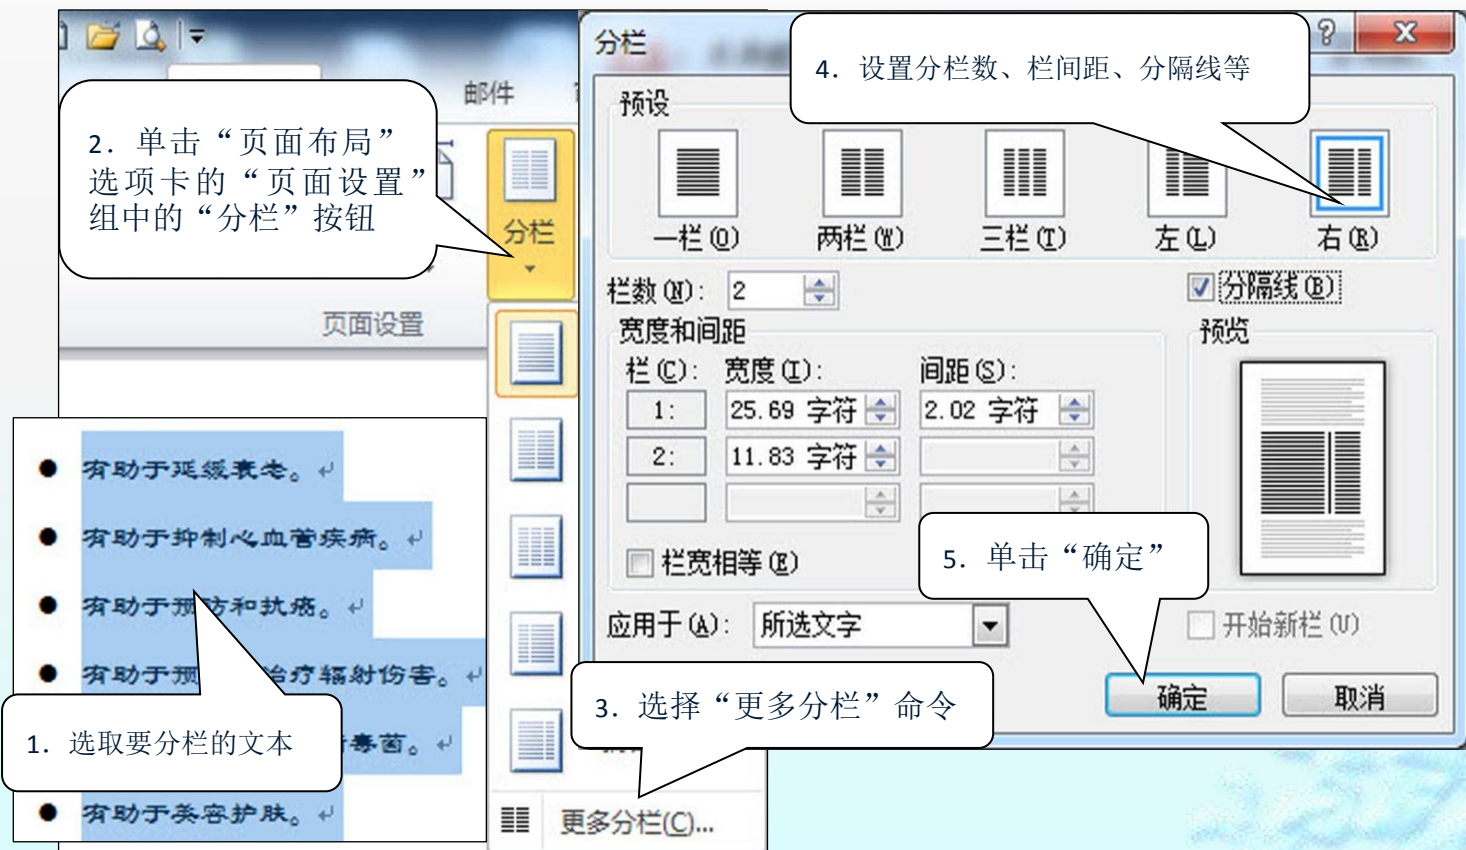 邮件
2. 单击“页面布局”
选项卡的“页面设置”
组中的“分栏”按钮
分栏
页面设置
有助于延缓衰老。
有助于抑制心血管疾病。
有助于预防和抗癌。
有助于预 治疗辐射伤害。
毒菌。
有助于美容护肤。
1. 选取要分栏的文本
更多分栏(C)...
3. 选择“更多分栏”命令
分栏
4. 设置分栏数、栏间距、分隔线等
预设
一栏(O) 两栏(W) 三栏(T) 左(L) 右(R)
栏数(N): 2 分隔线(B)
宽度和间距 预览
栏(C): 宽度(I): 间距(S):
1: 25.69 字符 2.02 字符
2: 11.83 字符
栏宽相等(E)
5. 单击“确定”
应用于(A): 所选文字 开始新栏(U)
确定 取消